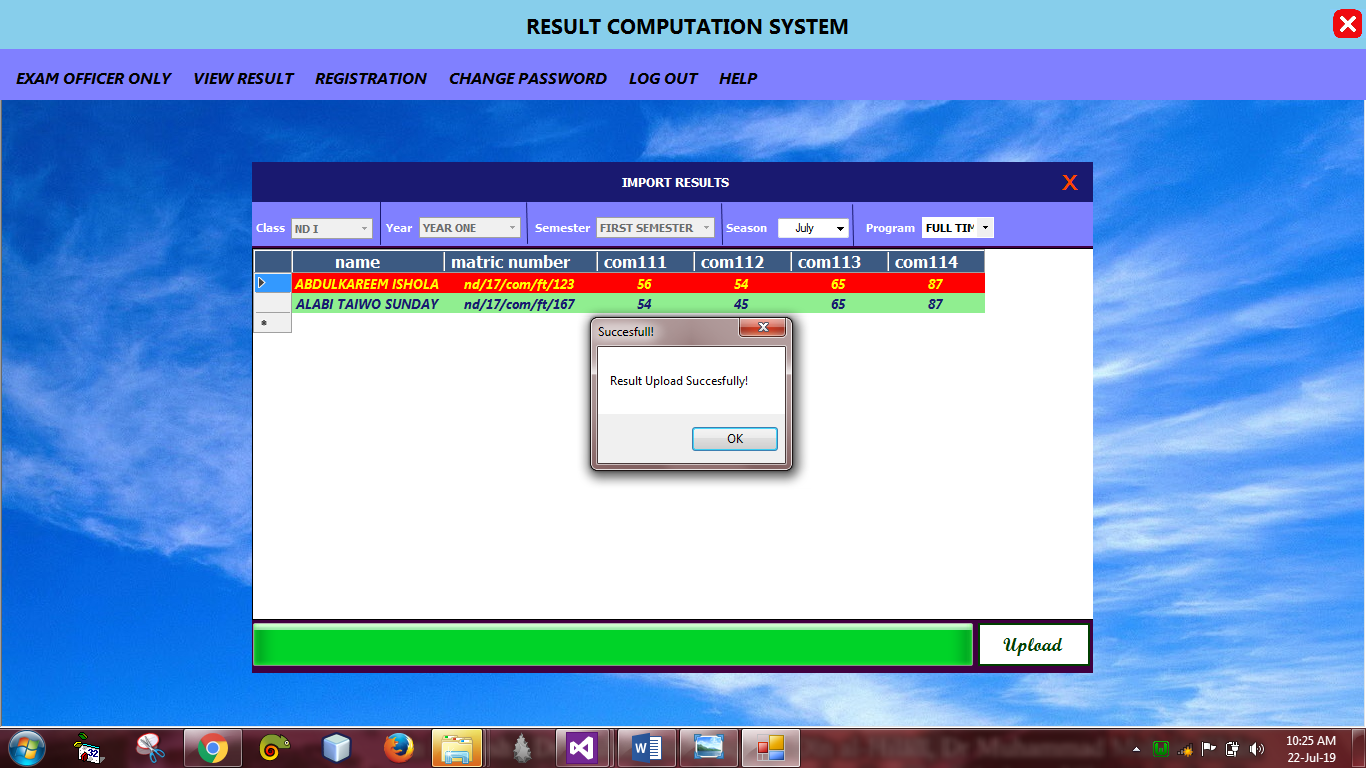 RESULT COMPUTATION SYSTEM
EXAM OFFICER ONLY VIEW RESULT REGISTRATION CHANGE PASSWORD LOG OUT HELP
IMPORT RESULTS X
Class ND I Year YEAR ONE Semester FIRST SEMESTER Season July Program FULL TIM
name matric number com111 com112 com113 com114
ABDULKAREEM ISHOLA nd/17/com/ft/123 56 54 65 87
ALABI TAIWO SUNDAY nd/17/com/ft/167 54 45 65 87
*
Succesfull!
Result Upload Succesfully!
OK
Upload
32
10:25 AM
22-Jul-19